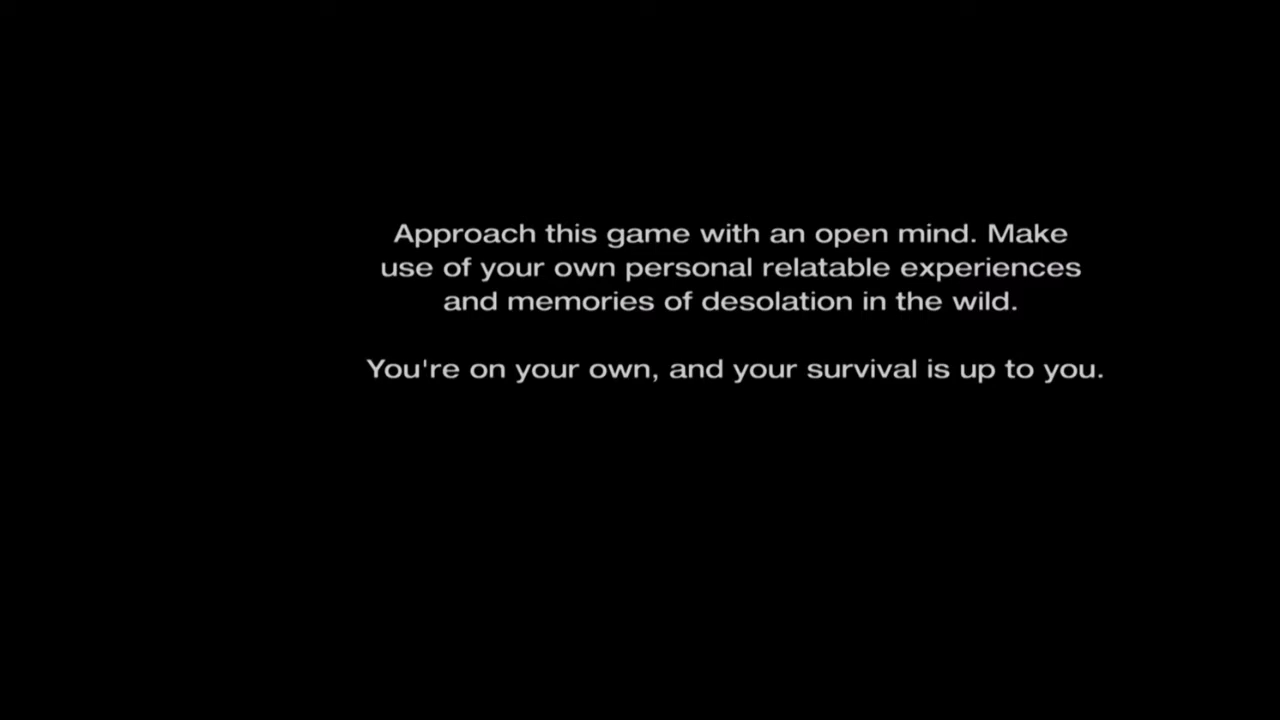 Approach this game with an open mind. Make
use of your own personal relatable experiences
and memories of desolation in the wild.
You're on your own, and your survival is up to you.